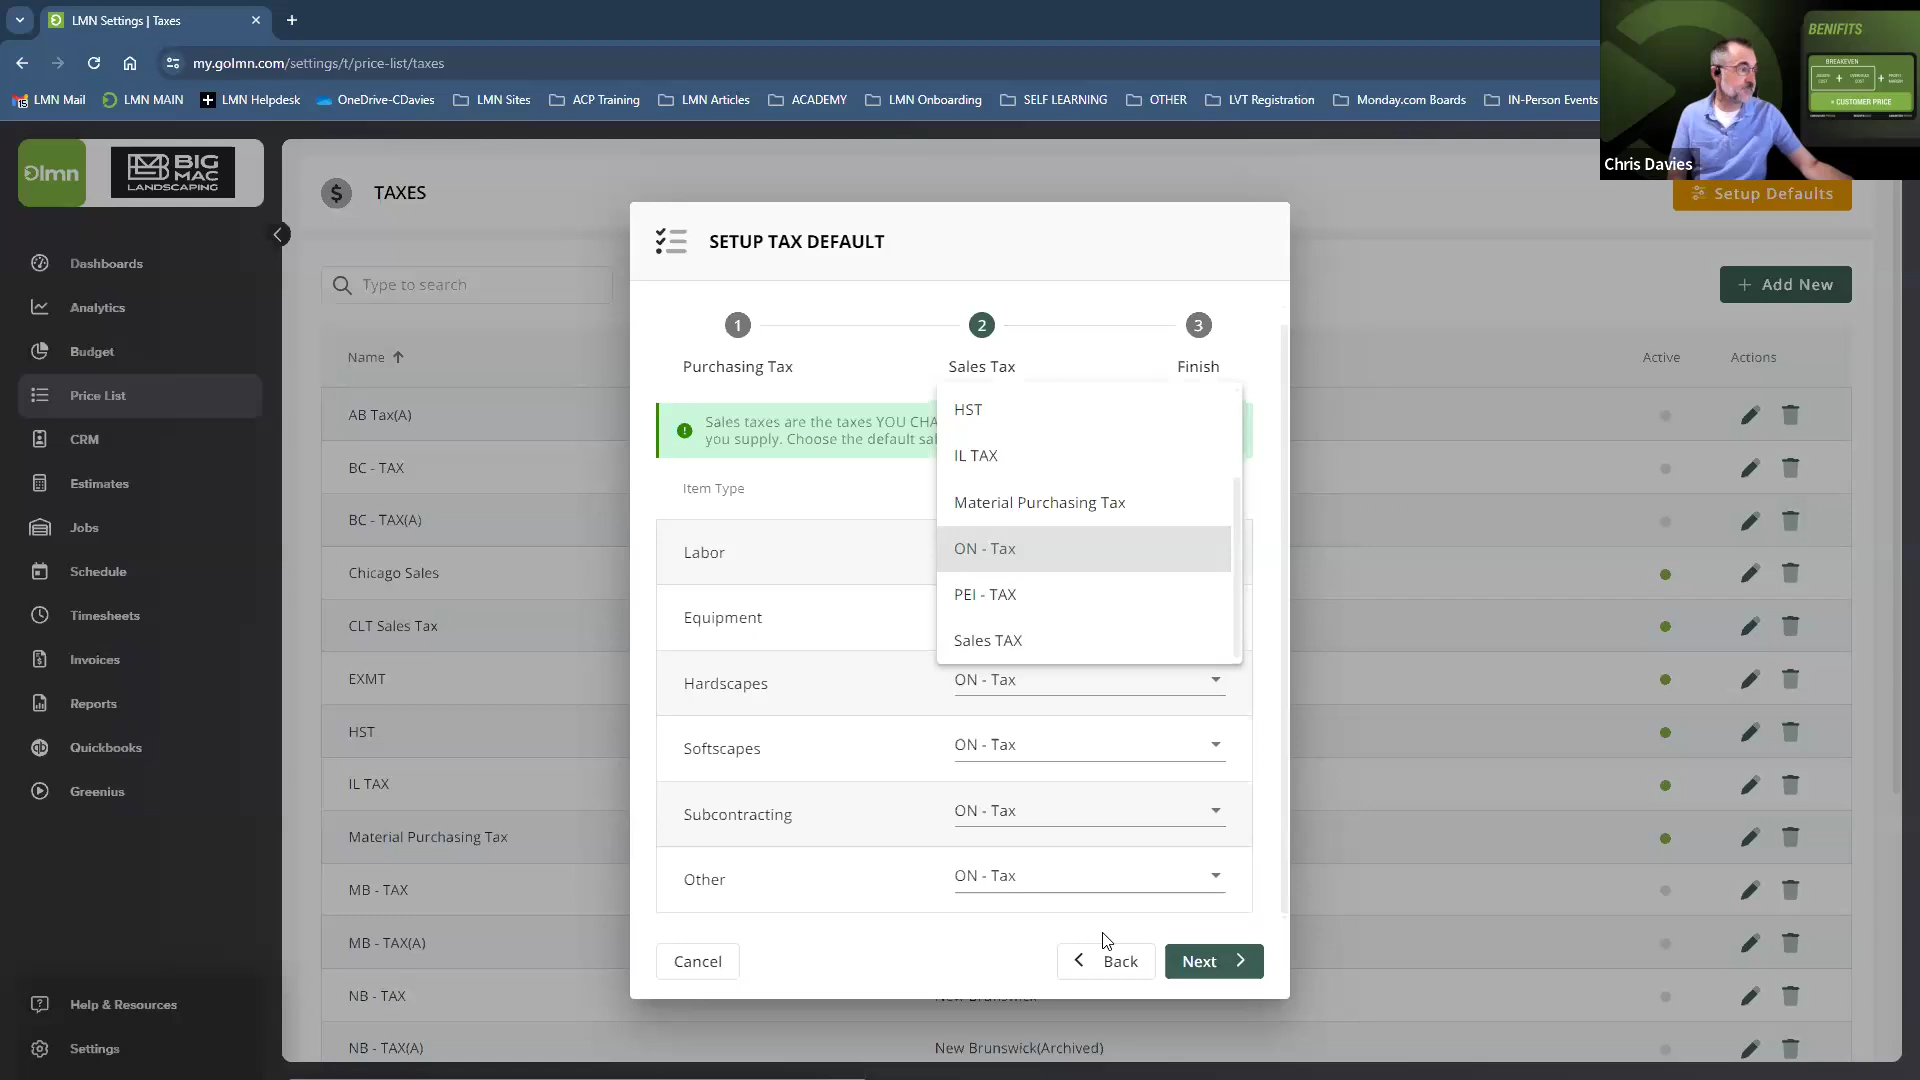 LMN Settings | Taxes
my.golmn.com/settings/t/price-list/taxes
LMN Mail
LMN MAIN
LMN Helpdesk
OneDrive-CDavies
LMN Sites
ACP Training
LMN Articles
ACADEMY
LMN Onboarding
SELF LEARNING
OTHER
LVT Registration
Monday.com Boards
IN-Person Events
BENIFITS
BREAKEVEN
= CUSTOMER PRICE
Chris Davies
lmn
BIG
MAC
LANDSCAPING
Dashboards
Analytics
Budget
Price List
CRM
Estimates
Jobs
Schedule
Timesheets
Invoices
Reports
Quickbooks
Greenius
Help & Resources
Settings
$ TAXES
Setup Defaults
Type to search
+ Add New
Name
Active
Actions
AB Tax(A)
BC - TAX
BC - TAX(A)
Chicago Sales
CLT Sales Tax
EXMT
HST
IL TAX
Material Purchasing Tax
MB - TAX
MB - TAX(A)
NB - TAX
New Brunswick
NB - TAX(A)
New Brunswick(Archived)
SETUP TAX DEFAULT
1
2
3
Purchasing Tax
Sales Tax
Finish
Sales taxes are the taxes YOU CHA
you supply. Choose the default sal
Item Type
Labor
Equipment
Hardscapes
ON - Tax
Softscapes
ON - Tax
Subcontracting
ON - Tax
Other
ON - Tax
HST
IL TAX
Material Purchasing Tax
ON - Tax
PEI - TAX
Sales TAX
Cancel
Back
Next